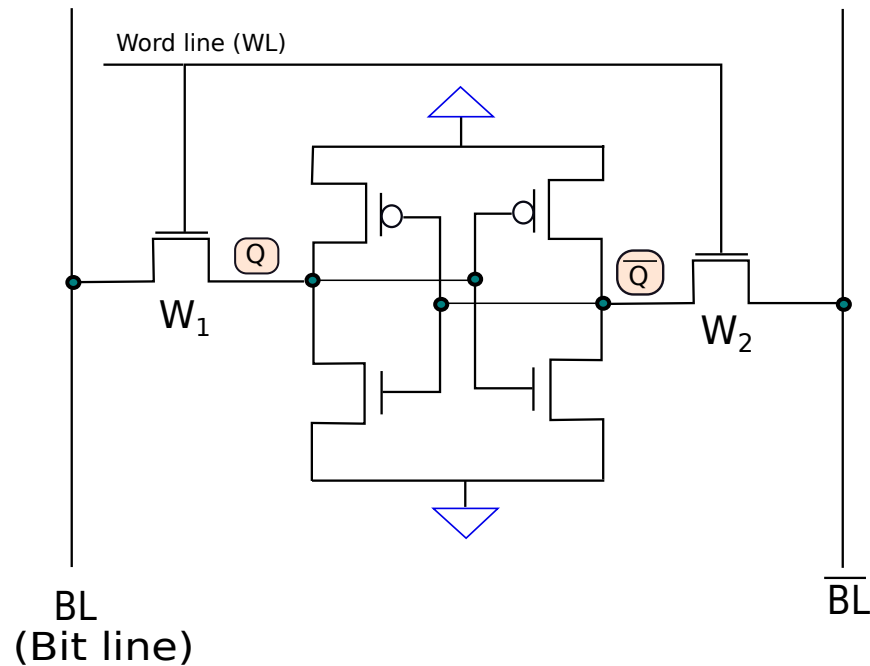 Word line (WL)
Q
Q̅
W₁
W₂
BL
(Bit line)
B̅L̅